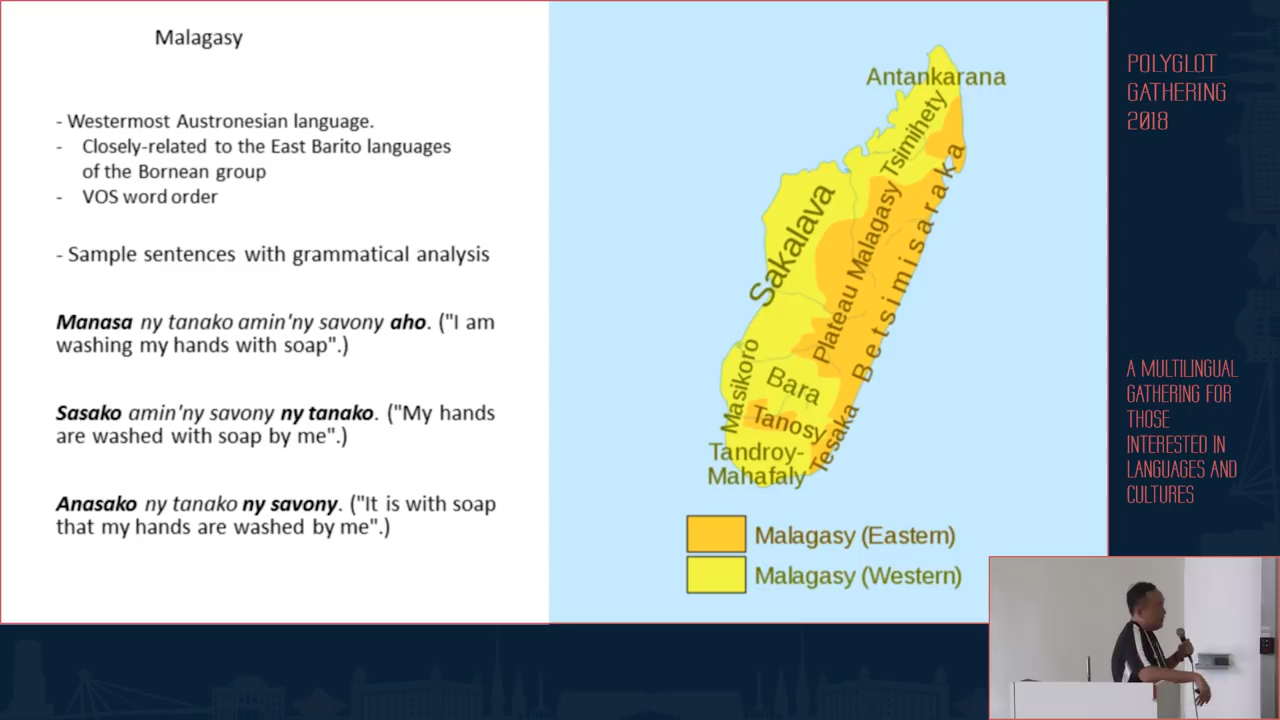 Malagasy
- Westermost Austronesian language.
- Closely-related to the East Barito languages
of the Bornean group
- VOS word order
- Sample sentences with grammatical analysis
Manasa ny tanako amin'ny savony aho. ("I am
washing my hands with soap".)
Sasako amin'ny savony ny tanako. ("My hands
are washed with soap by me".)
Anasako ny tanako ny savony. ("It is with soap
that my hands are washed by me".)
Antankarana
Tsimihety
Sakalava
Plateau Malagasy
Betsimisaraka
Masikoro
Bara
Tanosy
Tesaka
Tandroy-
Mahafaly
Malagasy (Eastern)
Malagasy (Western)
POLYGLOT
GATHERING
2018
A MULTILINGUAL
GATHERING FOR
THOSE
INTERESTED IN
LANGUAGES AND
CULTURES